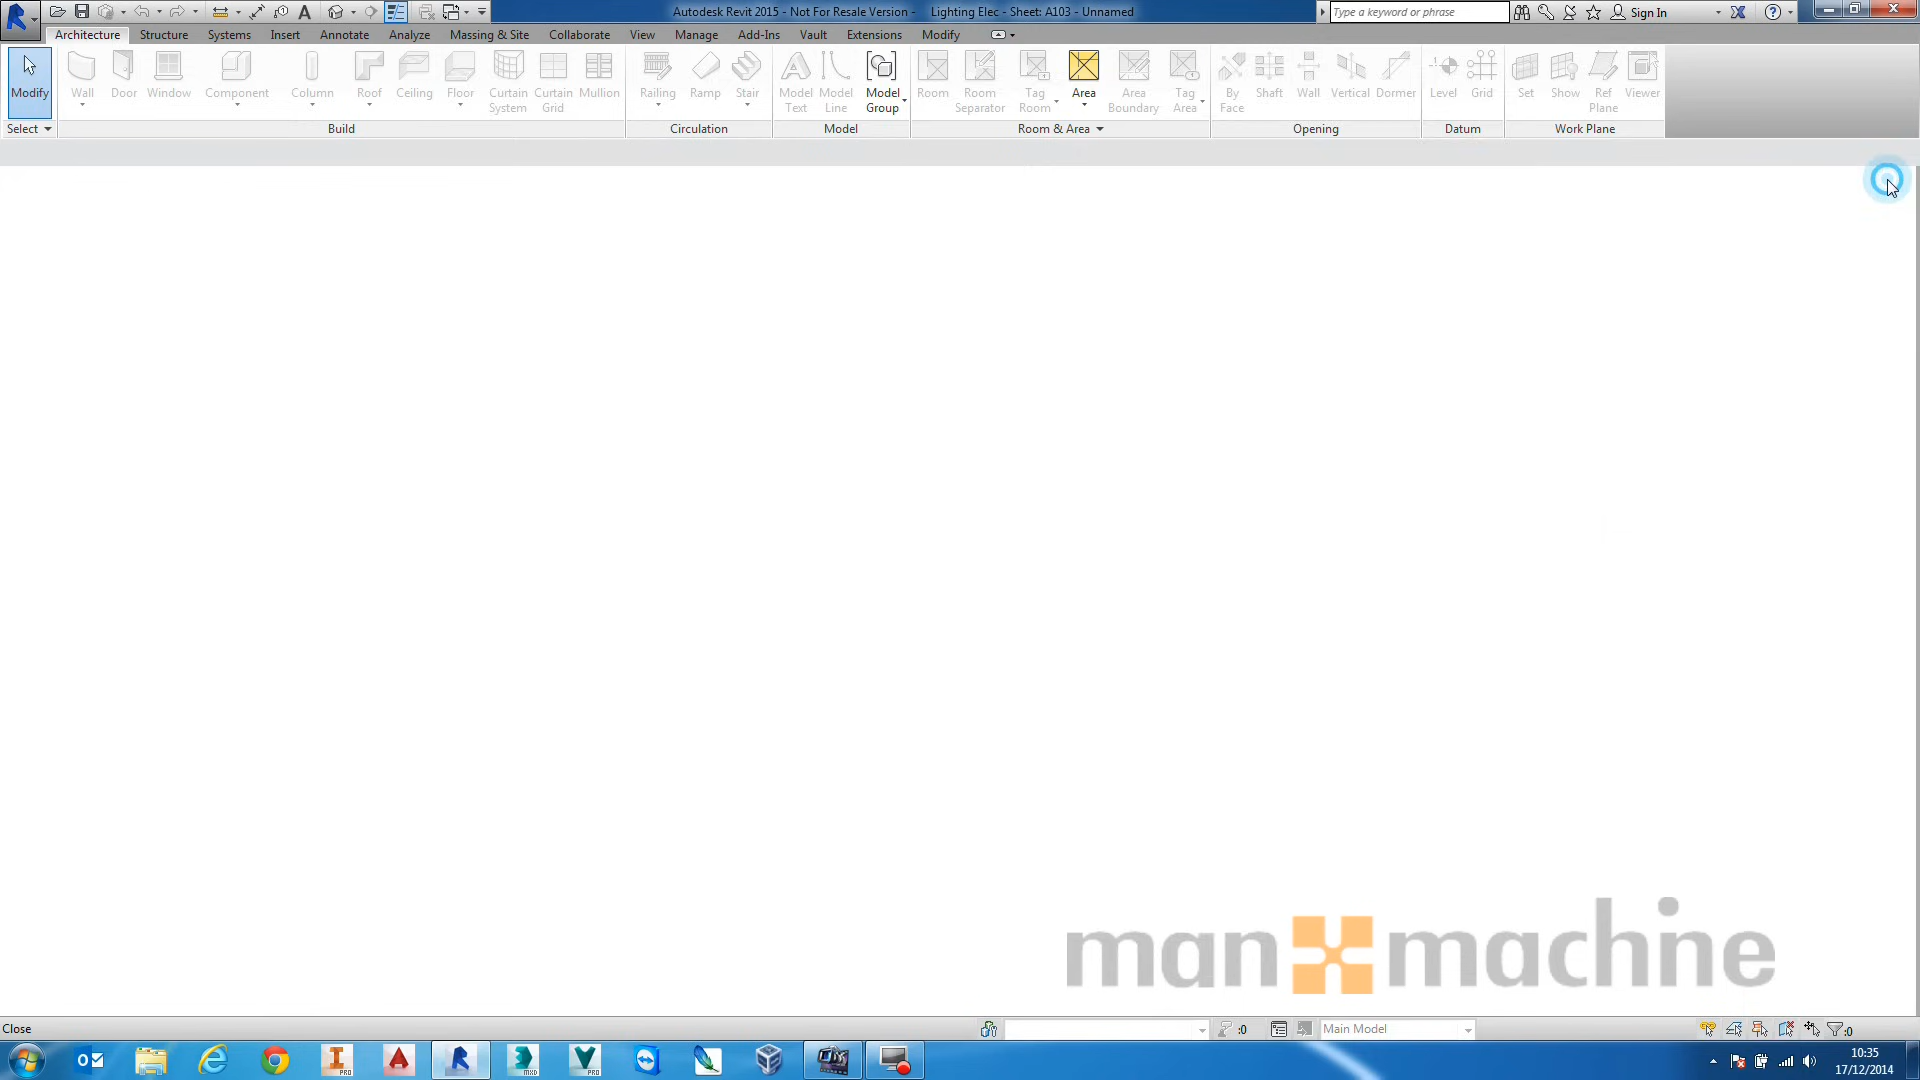 Autodesk Revit 2015 - Not For Resale Version - Lighting Elec - Sheet: A103 - Unnamed
Type a keyword or phrase
Sign In
Architecture Structure Systems Insert Annotate Analyze Massing & Site Collaborate View Manage Add-Ins Vault Extensions Modify
Modify Wall Door Window Component Column Roof Ceiling Floor Curtain System Curtain Grid Mullion Railing Ramp Stair Model Text Model Line Model Group Room Room Separator Tag Room Area Area Boundary Tag Area By Face Shaft Wall Vertical Dormer Level Grid Set Show Ref Plane Viewer
Select Build Circulation Model Room & Area Opening Datum Work Plane
man machine
Close
:0
Main Model
:0
10:35
17/12/2014